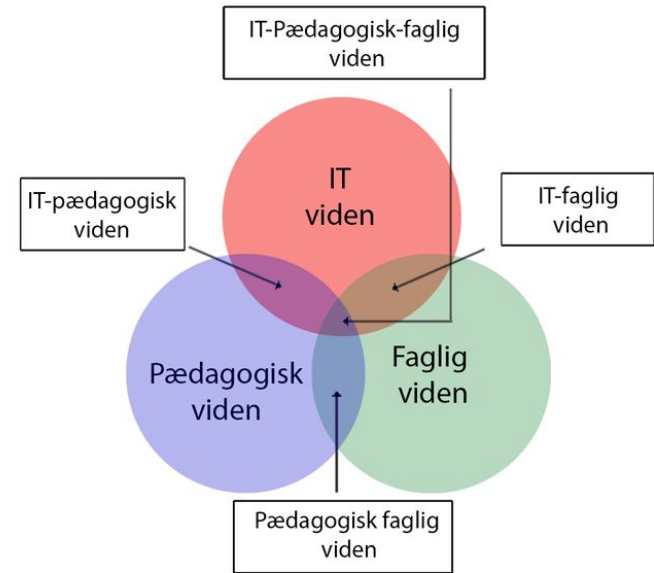 IT-Pædagogisk-faglig
viden
IT
viden
IT-pædagogisk
viden
IT-faglig
viden
Pædagogisk
viden
Faglig
viden
Pædagogisk faglig
viden